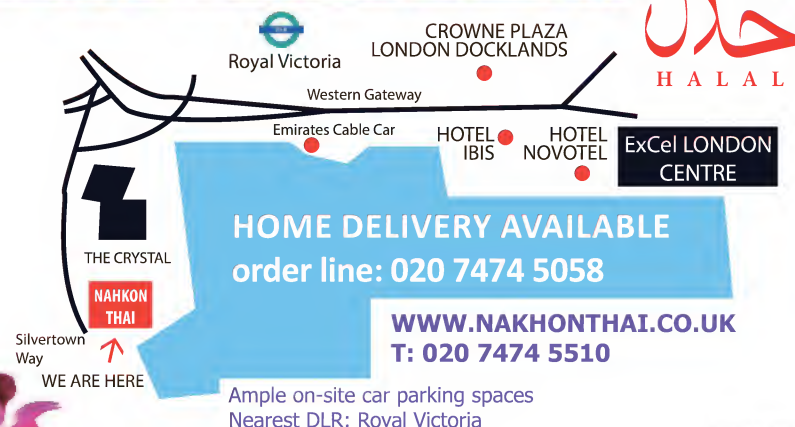 CROWNE PLAZA
LONDON DOCKLANDS
Royal Victoria
حلال
HALAL
Western Gateway
Emirates Cable Car
HOTEL
IBIS
HOTEL
NOVOTEL
ExCel LONDON
CENTRE
THE CRYSTAL
HOME DELIVERY AVAILABLE
order line: 020 7474 5058
NAHKON
THAI
WWW.NAKHONTHAI.CO.UK
T: 020 7474 5510
Silvertown
Way
WE ARE HERE
Ample on-site car parking spaces
Nearest DLR: Royal Victoria